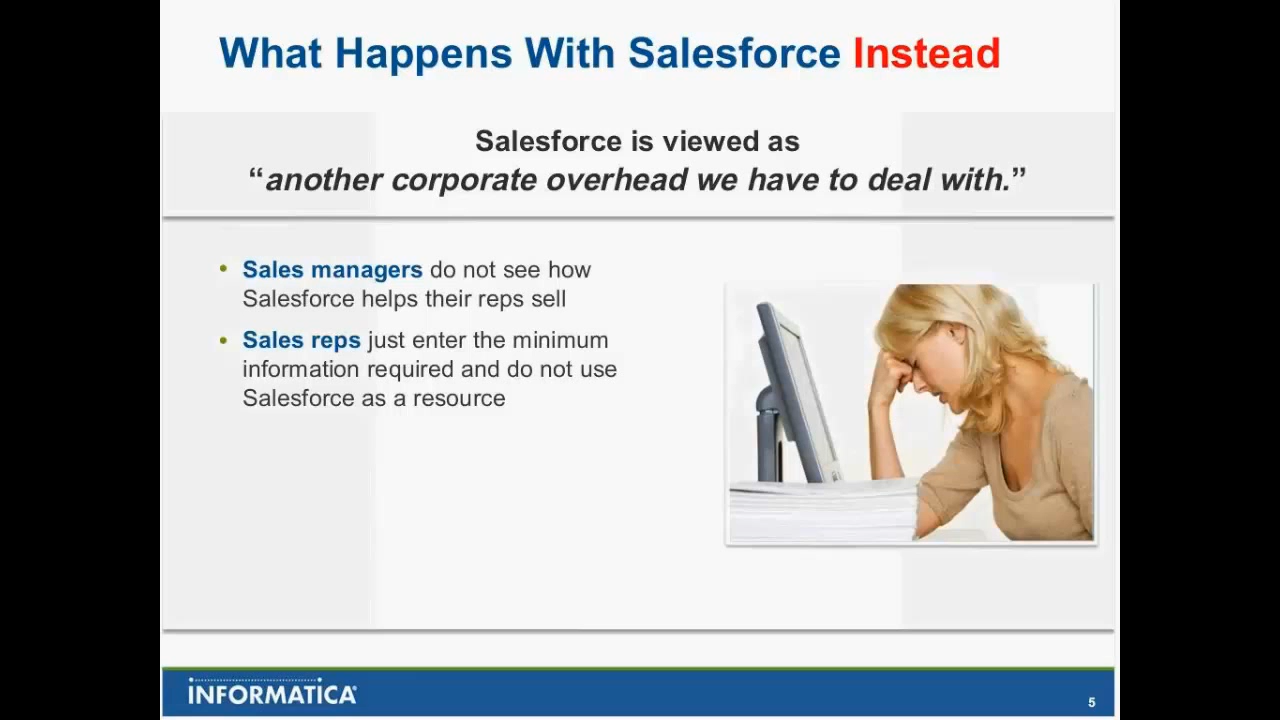 What Happens With Salesforce Instead
Salesforce is viewed as
“another corporate overhead we have to deal with.”
• Sales managers do not see how
Salesforce helps their reps sell
• Sales reps just enter the minimum
information required and do not use
Salesforce as a resource
INFORMATICA®
5